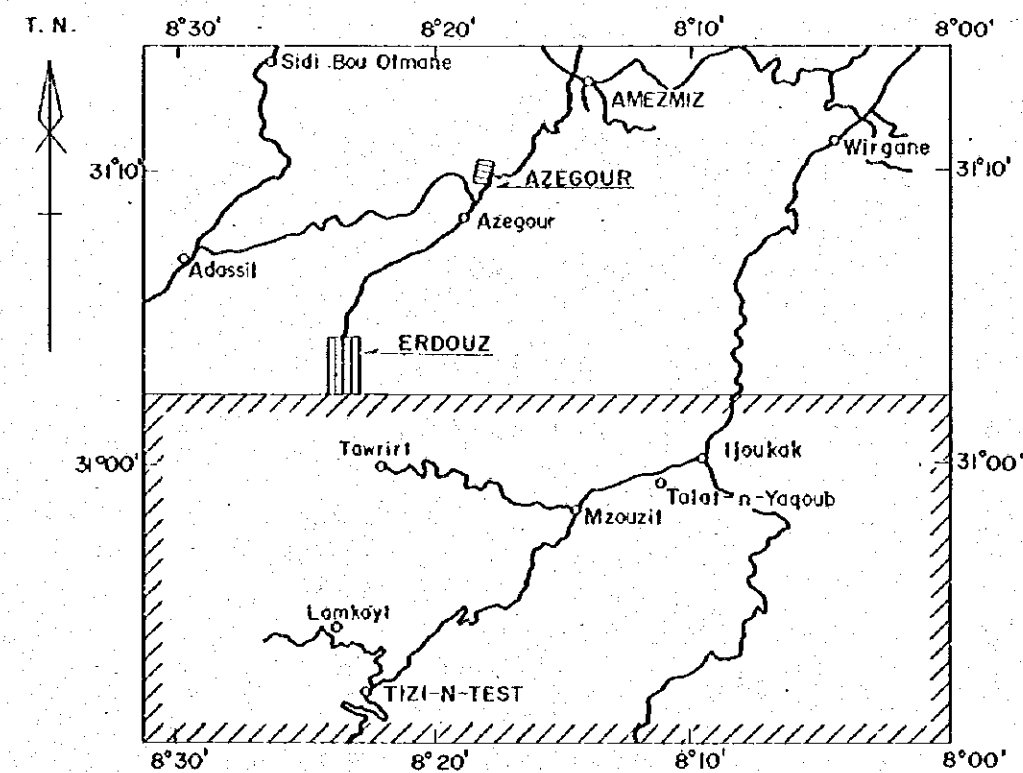 T. N.
8°30' 8°20' 8°10' 8°00'
Sidi Bou Otmane
AMEZMIZ
Wirgane
31°10' 31°10'
AZEGOUR
Azegour
Adassil
ERDOUZ
Tawrirt
Ijoukak
31°00' 31°00'
Talat-n-Yaqoub
Mzouzit
Lamkayt
TIZI-N-TEST
8°30' 8°20' 8°10' 8°00'